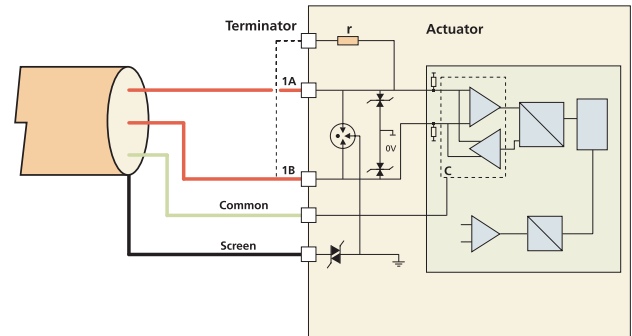 Terminator
r
Actuator
1A
0V
1B
C
Common
Screen